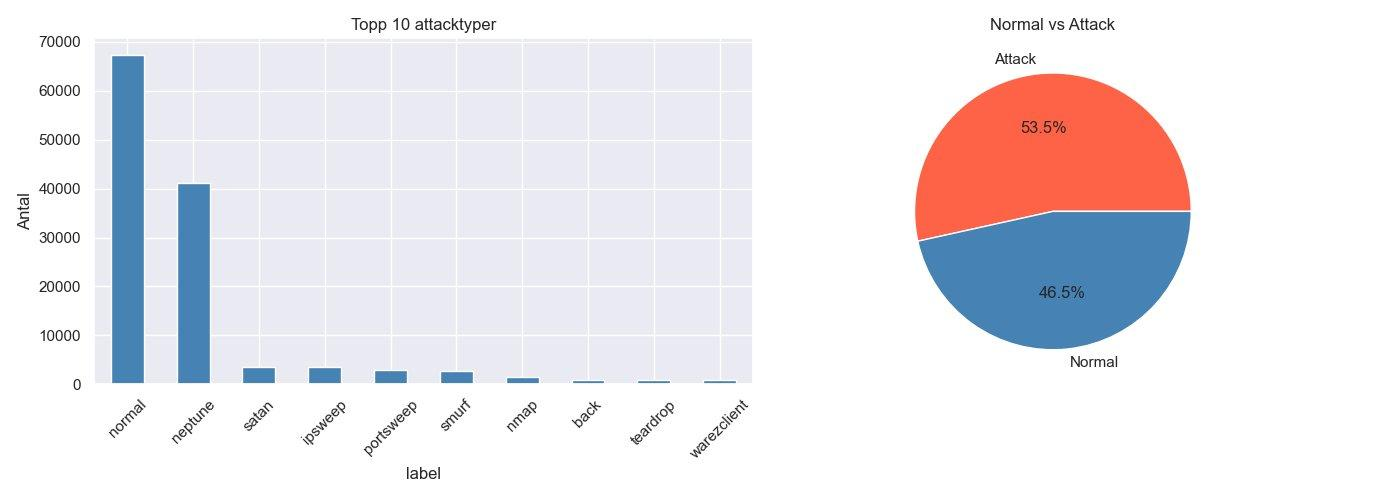 Topp 10 attacktyper
70000
60000
50000
40000
30000
20000
10000
0
Antal
normal
neptune
satan
ipsweep
portsweep
smurf
nmap
back
teardrop
warezclient
label
Normal vs Attack
Attack
53.5%
46.5%
Normal